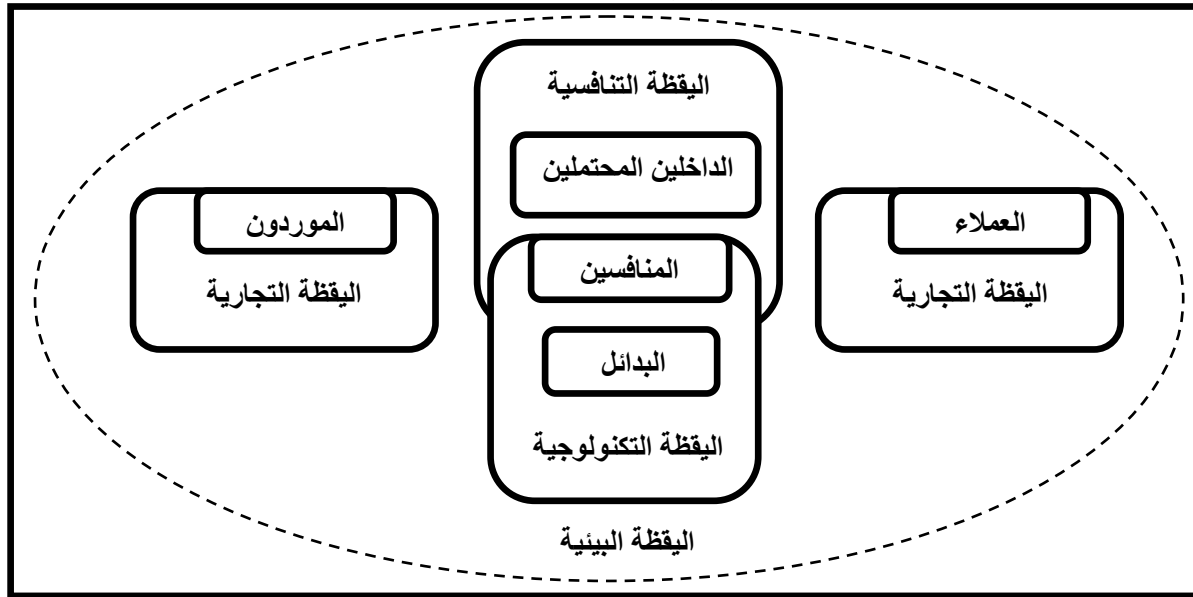 اليقظة التنافسية
الداخلين المحتملين
العملاء
اليقظة التجارية
المنافسين
الموردون
اليقظة التجارية
البدائل
اليقظة التكنولوجية
اليقظة البيئية